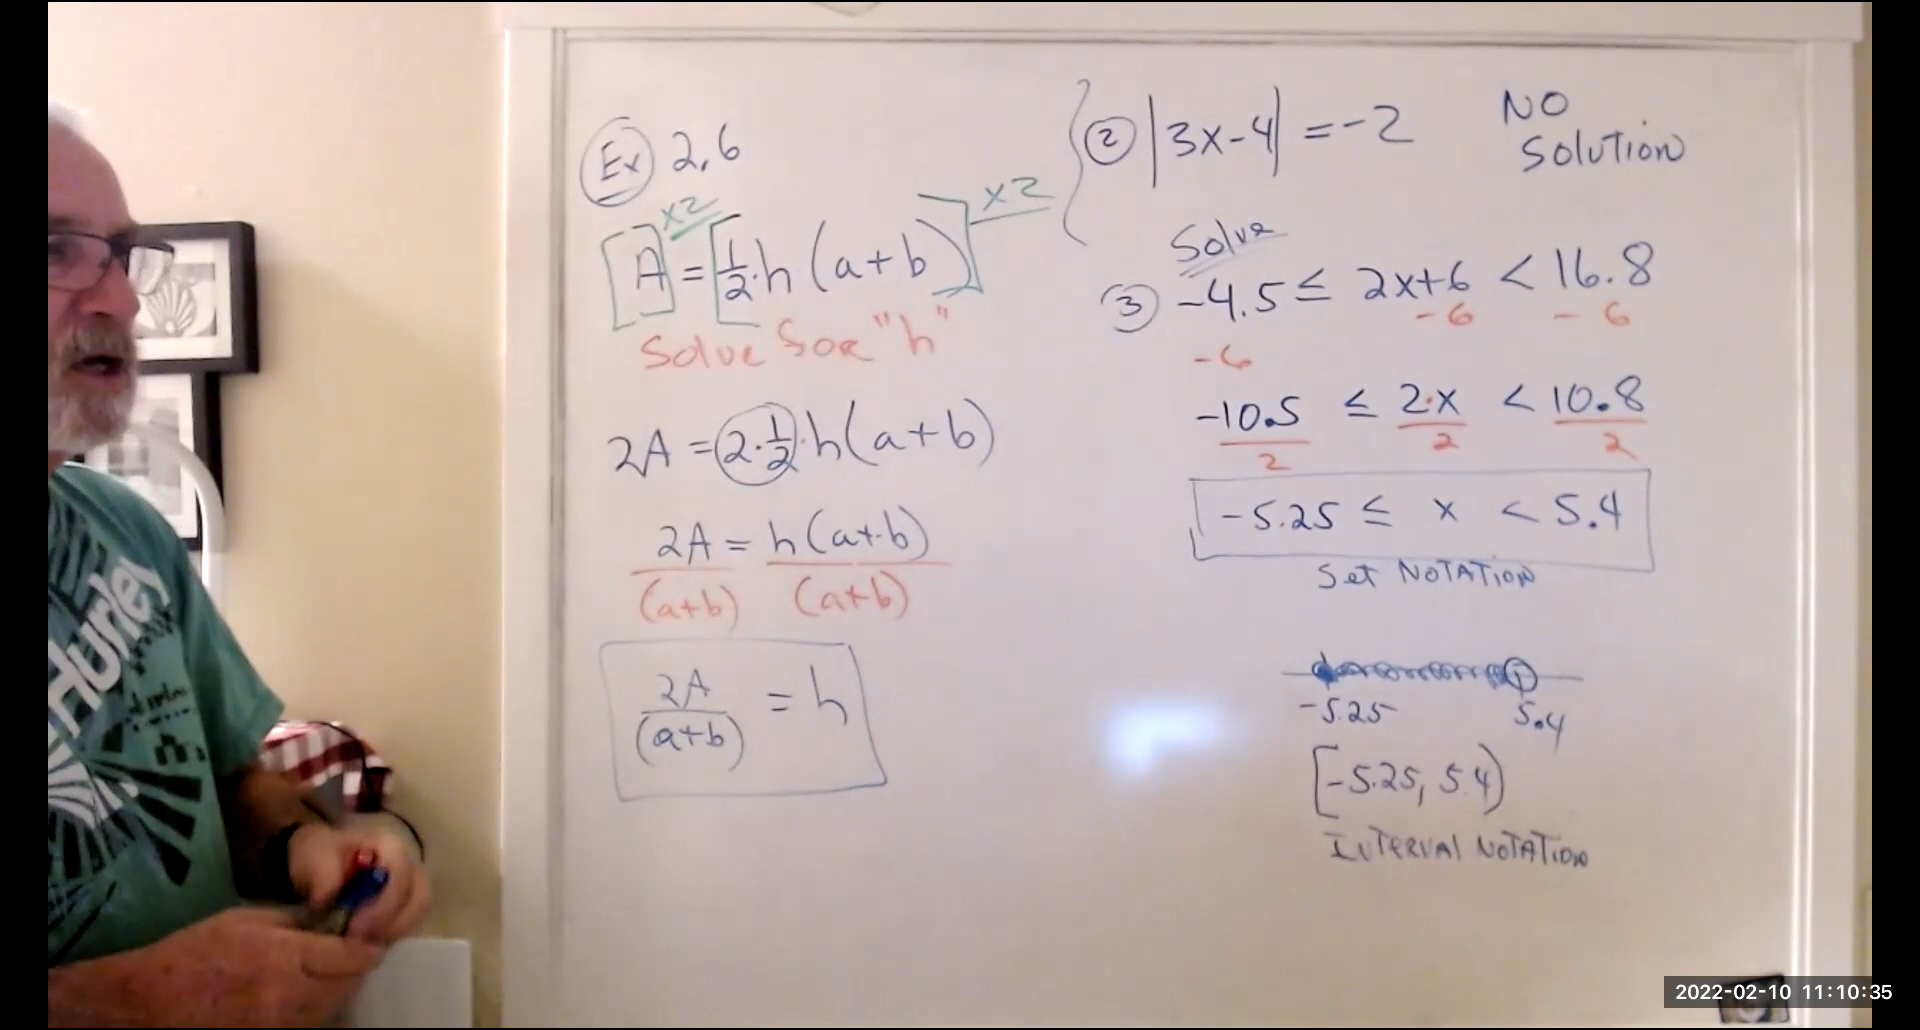 Ex 2,6
x2 x2
[A] = [1/2 · h (a+b)]
Solve for "h"
2A = 2·1/2·h(a+b)
2A = h(a+b)
(a+b) (a+b)
2A/(a+b) = h
② |3x-4| = -2 NO
Solution
Solve
③ -4.5 ≤ 2x+6 < 16.8
-6 -6
-6
-10.5 ≤ 2·x < 10.8
2 2 2
-5.25 ≤ x < 5.4
Set NOTATION
-5.25 5.4
[-5.25, 5.4)
INTERVAL NOTATION
Hurley
2022-02-10 11:10:35